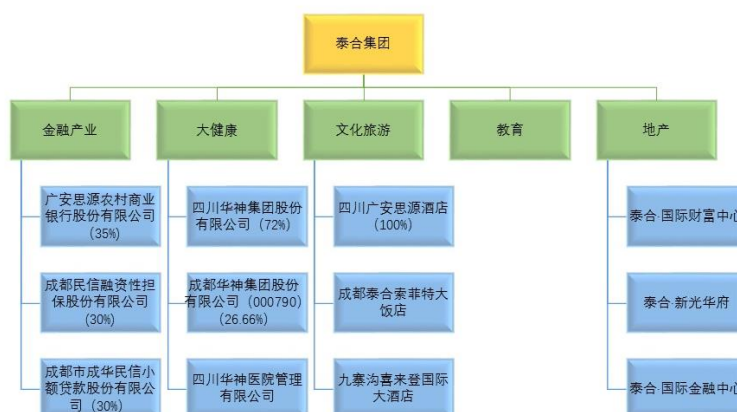 泰合集团
金融产业
大健康
文化旅游
教育
地产
广安思源农村商业
银行股份有限公司
(35%)
四川华神集团股份
有限公司（72%）
四川广安思源酒店
(100%)
泰合·国际财富中心
成都民信融资性担
保股份有限公司
(30%)
成都华神集团股份
有限公司（000790）
(26.66%)
成都泰合索菲特大
饭店
泰合·新光华府
成都市成华民信小
额贷款股份有限公
司（30%）
四川华神医院管理
有限公司
九寨沟喜来登国际
大酒店
泰合·国际金融中心